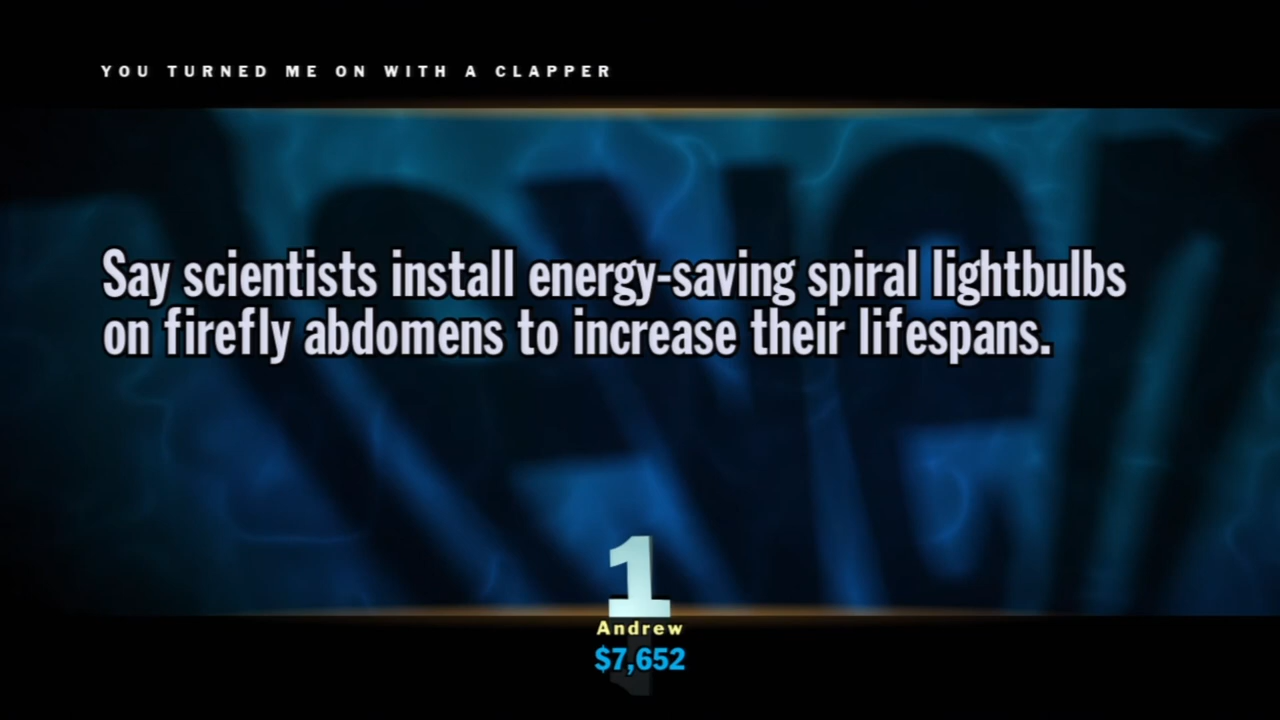 YOU TURNED ME ON WITH A CLAPPER
Say scientists install energy-saving spiral lightbulbs
on firefly abdomens to increase their lifespans.
1
Andrew
$7,652